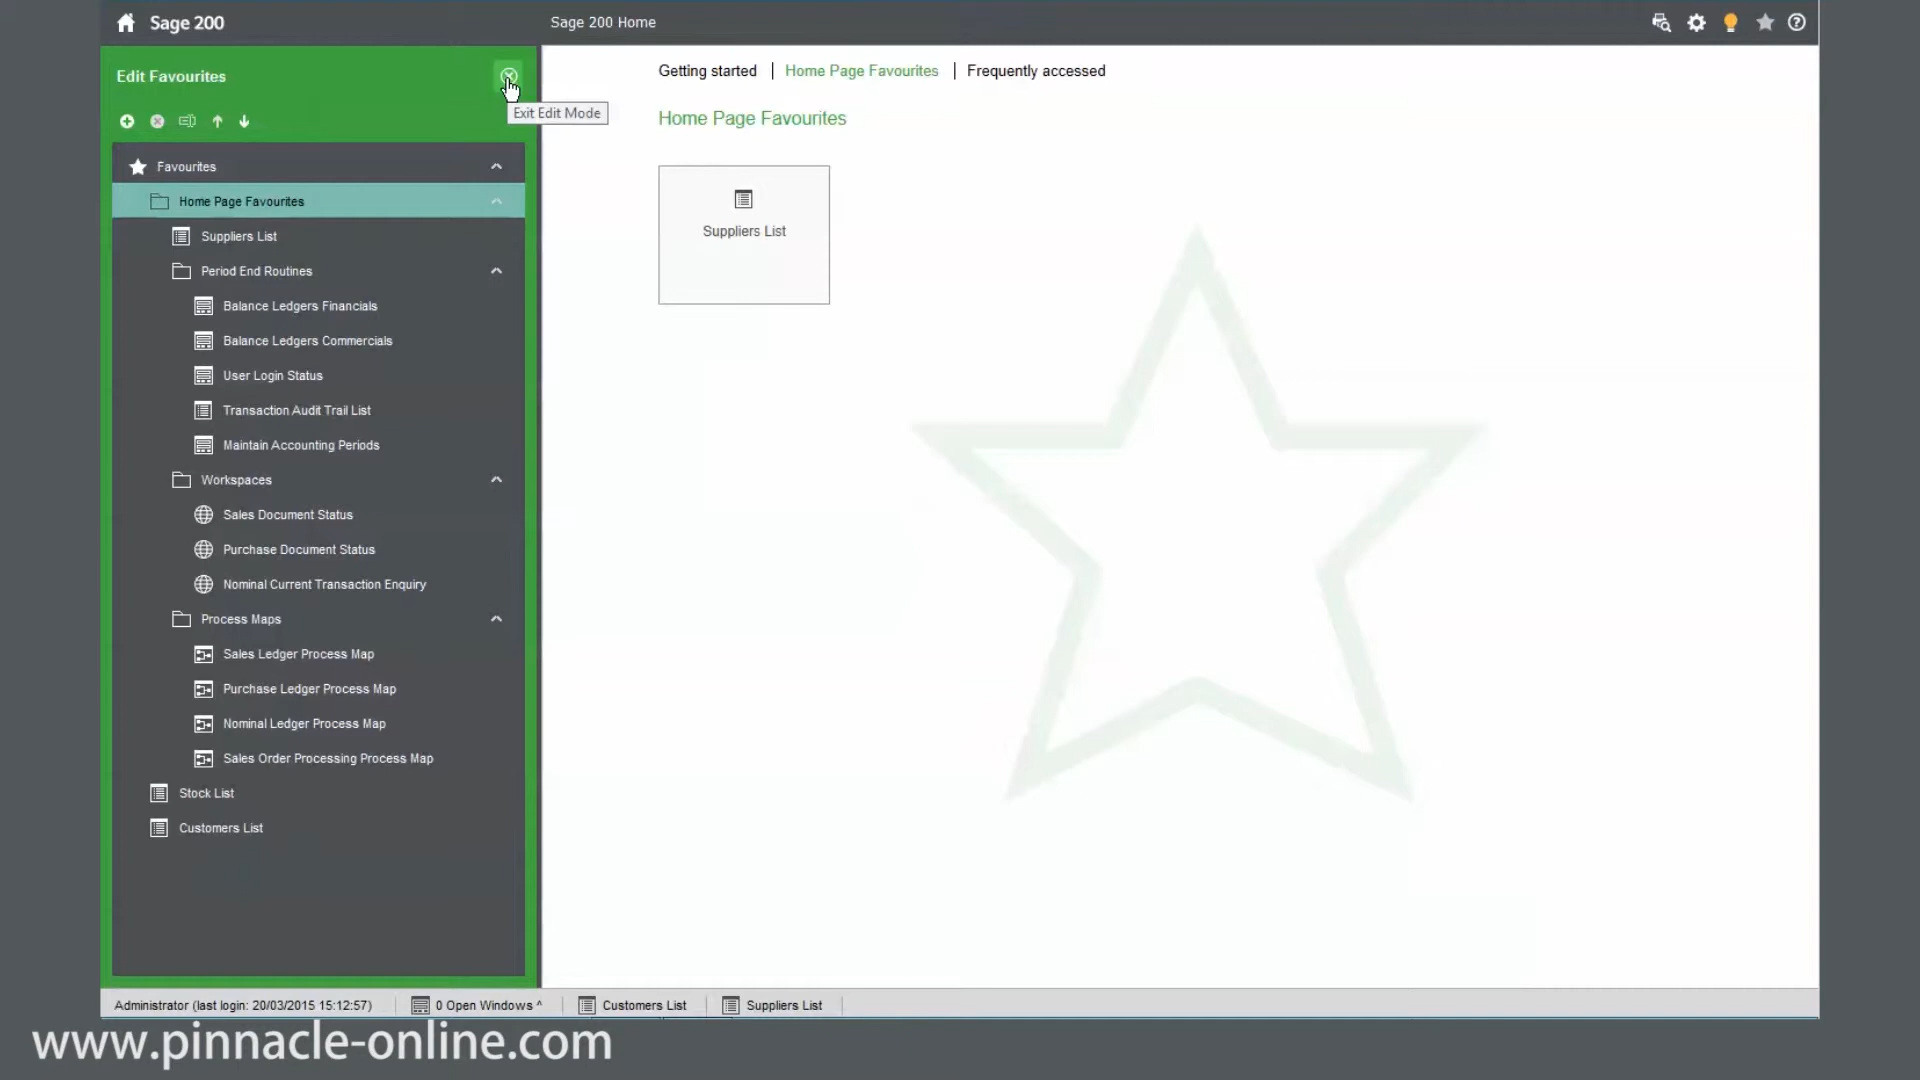 Sage 200
Sage 200 Home
Edit Favourites
Exit Edit Mode
Favourites
Home Page Favourites
Suppliers List
Period End Routines
Balance Ledgers Financials
Balance Ledgers Commercials
User Login Status
Transaction Audit Trail List
Maintain Accounting Periods
Workspaces
Sales Document Status
Purchase Document Status
Nominal Current Transaction Enquiry
Process Maps
Sales Ledger Process Map
Purchase Ledger Process Map
Nominal Ledger Process Map
Sales Order Processing Process Map
Stock List
Customers List
Getting started | Home Page Favourites | Frequently accessed
Home Page Favourites
Suppliers List
Administrator (last login: 20/03/2015 15:12:57) 0 Open Windows ^ Customers List Suppliers List
www.pinnacle-online.com